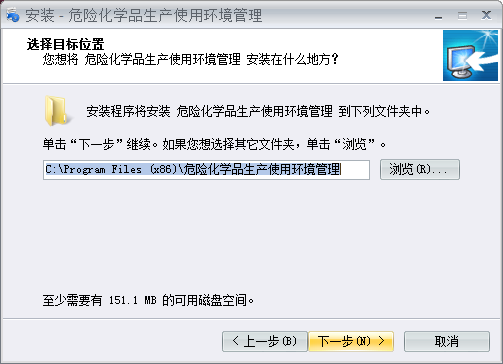 安装 - 危险化学品生产使用环境管理
选择目标位置
您想将 危险化学品生产使用环境管理 安装在什么地方？
安装程序将安装 危险化学品生产使用环境管理 到下列文件夹中。
单击“下一步”继续。如果您想选择其它文件夹，单击“浏览”。
C:\Program Files (x86)\危险化学品生产使用环境管理
浏览(R)...
至少需要有 151.1 MB 的可用磁盘空间。
< 上一步(B)
下一步(N) >
取消